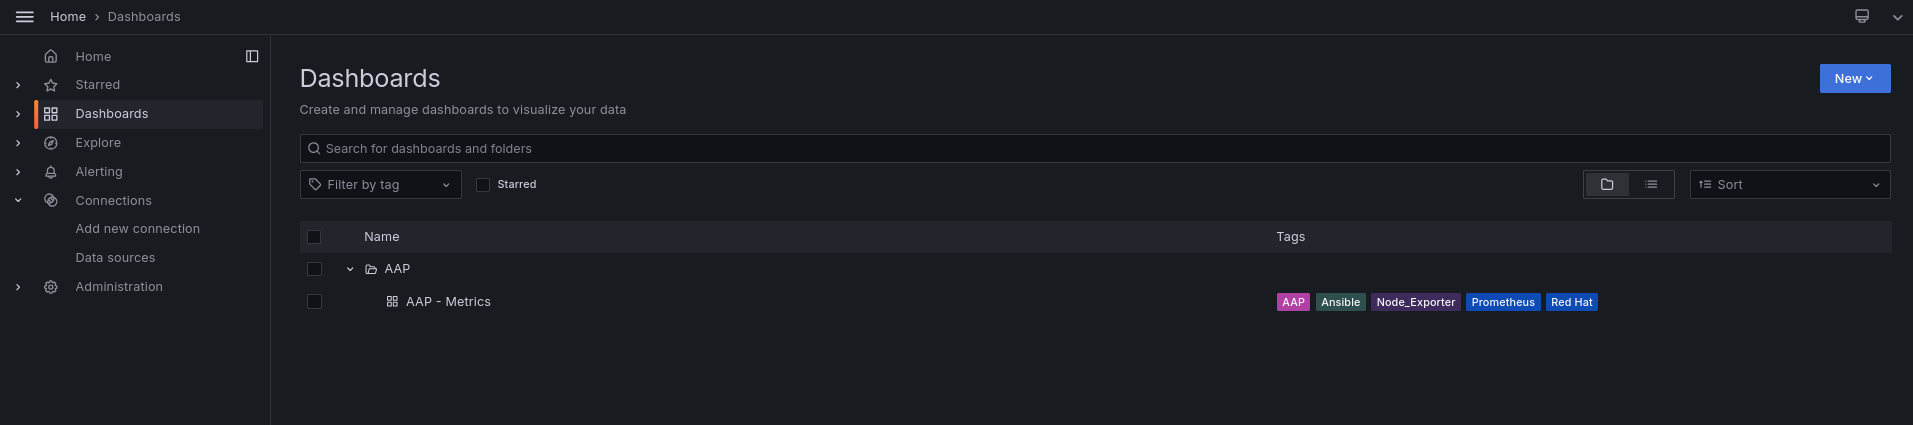 Home › Dashboards
Home
Starred
Dashboards
Explore
Alerting
Connections
Add new connection
Data sources
Administration
Dashboards
New
Create and manage dashboards to visualize your data
Search for dashboards and folders
Filter by tag
Starred
Sort
Name Tags
AAP
AAP - Metrics AAP Ansible Node_Exporter Prometheus Red Hat